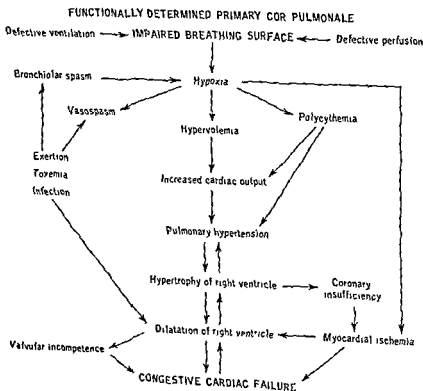 FUNCTIONALLY DETERMINED PRIMARY COR PULMONALE
Defective ventilation IMPAIRED BREATHING SURFACE Defective perfusion
Bronchiolar spasm Hypoxia
Vasospasm Polycythemia
Hypervolemia
Exertion
Toxemia Increased cardiac output
Infection
Pulmonary hypertension
Hypertrophy of right ventricle Coronary
insufficiency
Dilatation of right ventricle Myocardial ischemia
Valvular incompetence
CONGESTIVE CARDIAC FAILURE